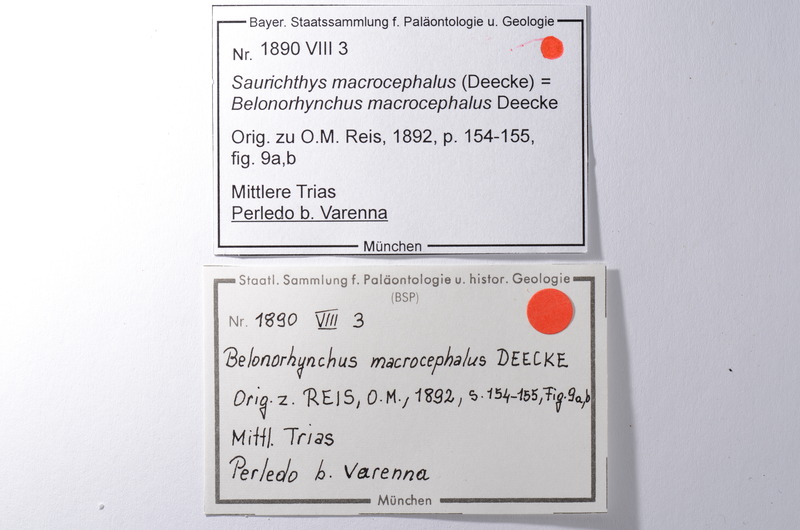 Bayer. Staatssammlung f. Paläontologie u. Geologie
Nr. 1890 VIII 3
Saurichthys macrocephalus (Deecke) =
Belonorhynchus macrocephalus Deecke
Orig. zu O.M. Reis, 1892, p. 154-155,
fig. 9a,b
Mittlere Trias
Perledo b. Varenna
München
Staatl. Sammlung f. Paläontologie u. histor. Geologie
(BSP)
Nr. 1890 VIII 3
Belonorhynchus macrocephalus DEECKE
Orig. z. REIS, O.M., 1892, S. 154-155, Fig. 9a,b
Mittl. Trias
Perledo b. Varenna
München